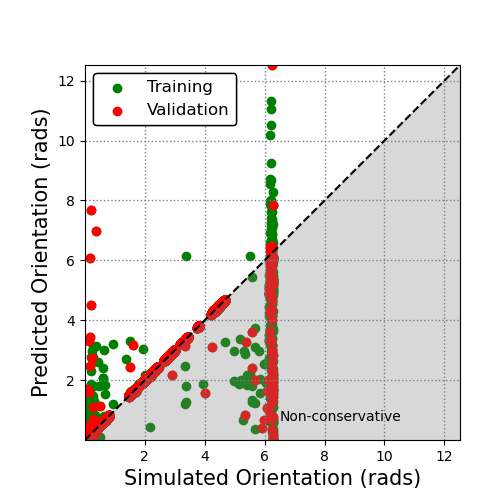 Training
Validation
12
10
8
6
4
2
Predicted Orientation (rads)
Non-conservative
2 4 6 8 10 12
Simulated Orientation (rads)